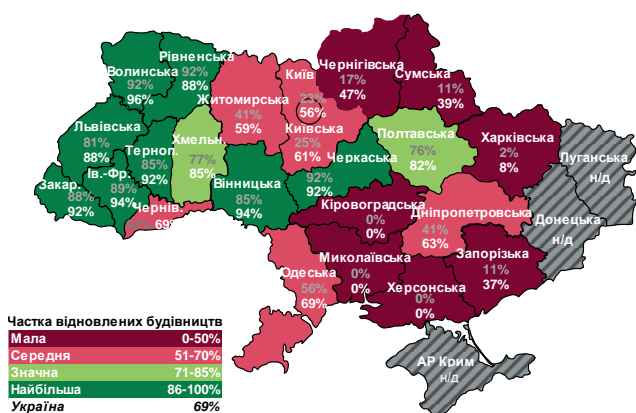 Рівненська
92%
88%
Волинська
92%
96%
Київ
23%
56%
Чернігівська
17%
47%
Сумська
11%
39%
Житомирська
41%
59%
Київська
25%
61%
Львівська
81%
88%
Терноп.
85%
92%
Хмельн.
77%
85%
Полтавська
76%
82%
Харківська
2%
8%
Луганська
н/д
Черкаська
92%
92%
Ів.-Фр.
89%
94%
Закар.
88%
92%
Вінницька
85%
94%
Чернів.
69%
Кіровоградська
0%
0%
Дніпропетровська
41%
63%
Донецька
н/д
Запорізька
11%
37%
Миколаївська
0%
0%
Одеська
56%
69%
Херсонська
0%
0%
АР Крим
н/д
Частка відновлених будівництв
Мала 0-50%
Середня 51-70%
Значна 71-85%
Найбільша 86-100%
Україна 69%